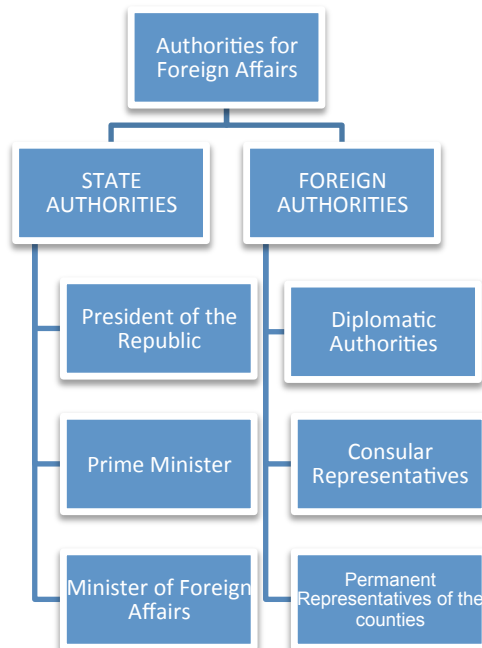 Authorities for
Foreign Affairs
STATE
AUTHORITIES
FOREIGN
AUTHORITIES
President of the
Republic
Prime Minister
Minister of Foreign
Affairs
Diplomatic
Authorities
Consular
Representatives
Permanent
Representatives of the
counties